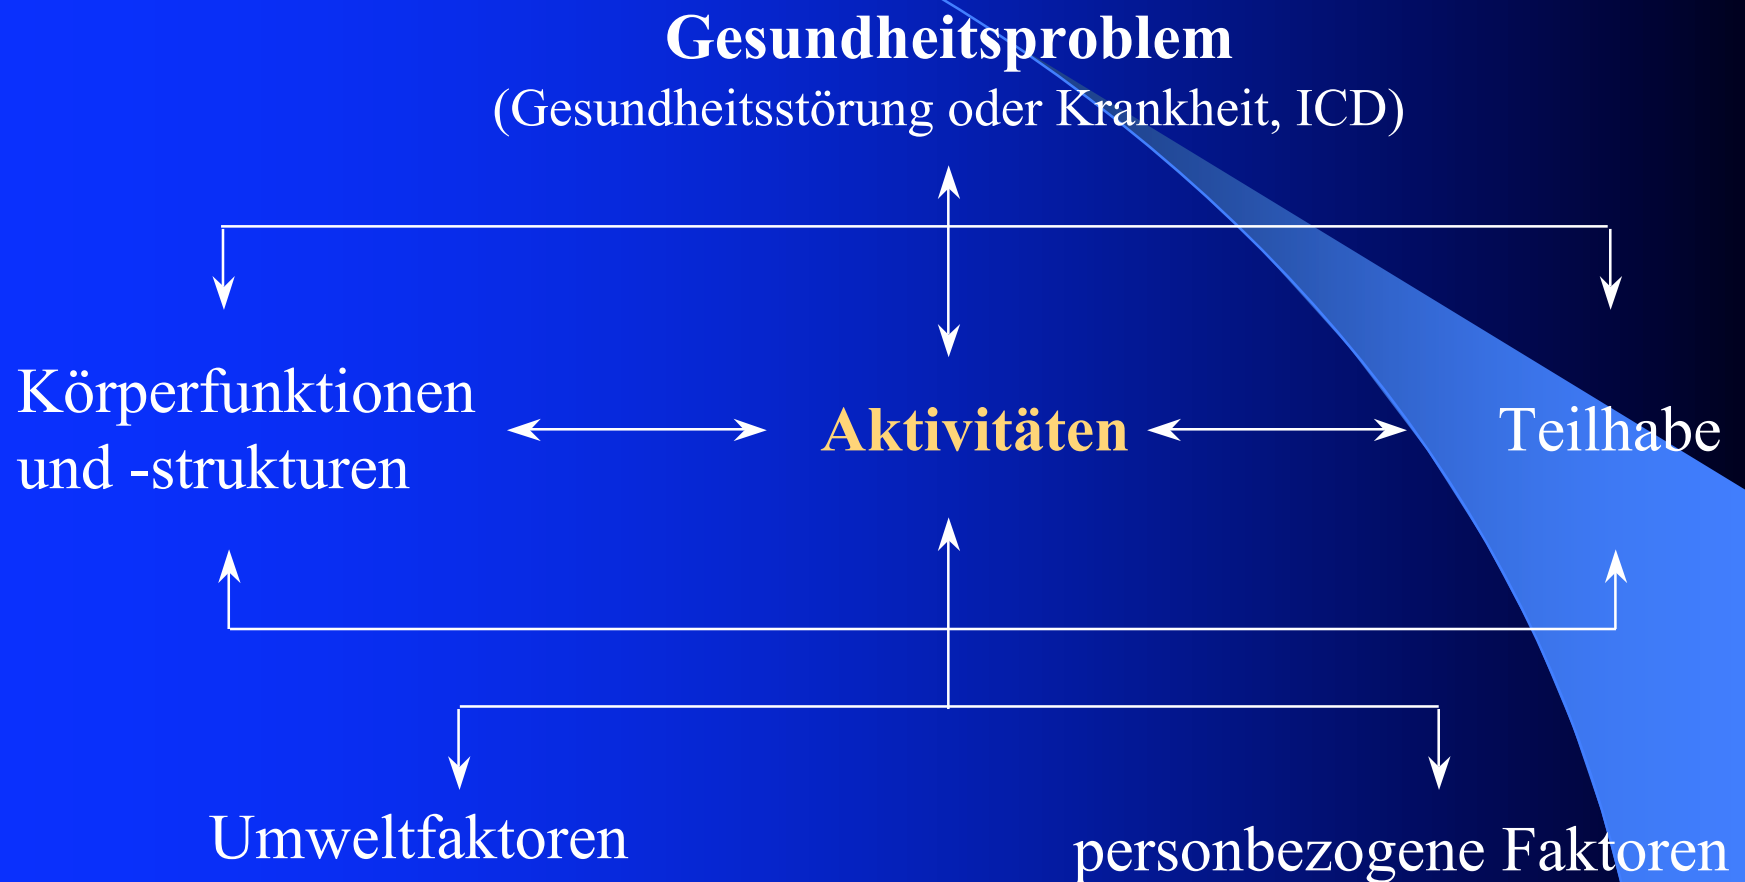 Gesundheitsproblem
(Gesundheitsstörung oder Krankheit, ICD)
Körperfunktionen
und -strukturen
Aktivitäten
Teilhabe
Umweltfaktoren
personbezogene Faktoren